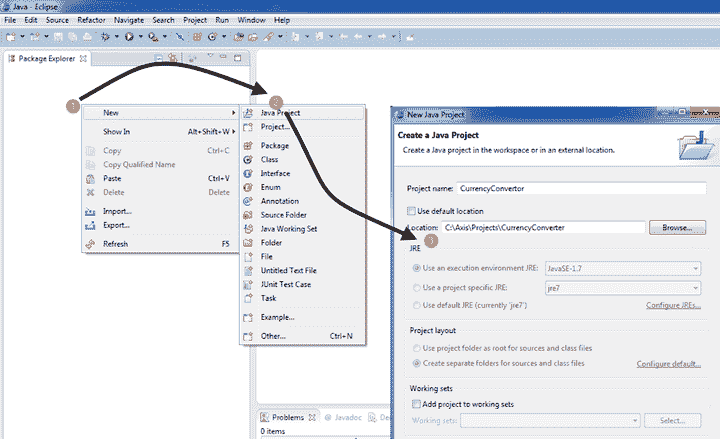 Java - Eclipse
File Edit Source Refactor Navigate Search Project Run Window Help
Package Explorer
1
2
3
New
Show In Alt+Shift+W
Copy Ctrl+C
Copy Qualified Name
Paste Ctrl+V
Delete Delete
Import...
Export...
Refresh F5
Java Project
Project...
Package
Class
Interface
Enum
Annotation
Source Folder
Java Working Set
Folder
File
Untitled Text File
JUnit Test Case
Task
Example...
Other... Ctrl+N
New Java Project
Create a Java Project
Create a Java project in the workspace or in an external location.
Project name: CurrencyConvertor
Use default location
Location: C:\Axis\Projects\CurrencyConverter Browse...
JRE
Use an execution environment JRE: JavaSE-1.7
Use a project specific JRE: jre7
Use default JRE (currently 'jre7') Configure JREs...
Project layout
Use project folder as root for sources and class files
Create separate folders for sources and class files Configure default...
Working sets
Add project to working sets
Working sets: Select...
Problems @ Javadoc
0 items